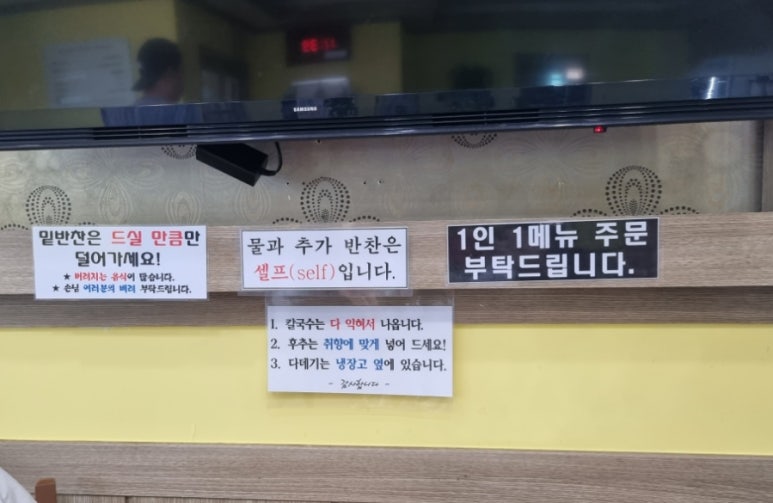 SAMSUNG
밑반찬은 드실 만큼만
덜어가세요!
★ 버려지는 음식이 많습니다.
★ 손님 여러분의 배려 부탁드립니다.
물과 추가 반찬은
셀프(self)입니다.
1인 1메뉴 주문
부탁드립니다.
1. 칼국수는 다 익혀서 나옵니다.
2. 후추는 취향에 맞게 넣어 드세요!
3. 다데기는 냉장고 옆에 있습니다.
- 감사합니다 -